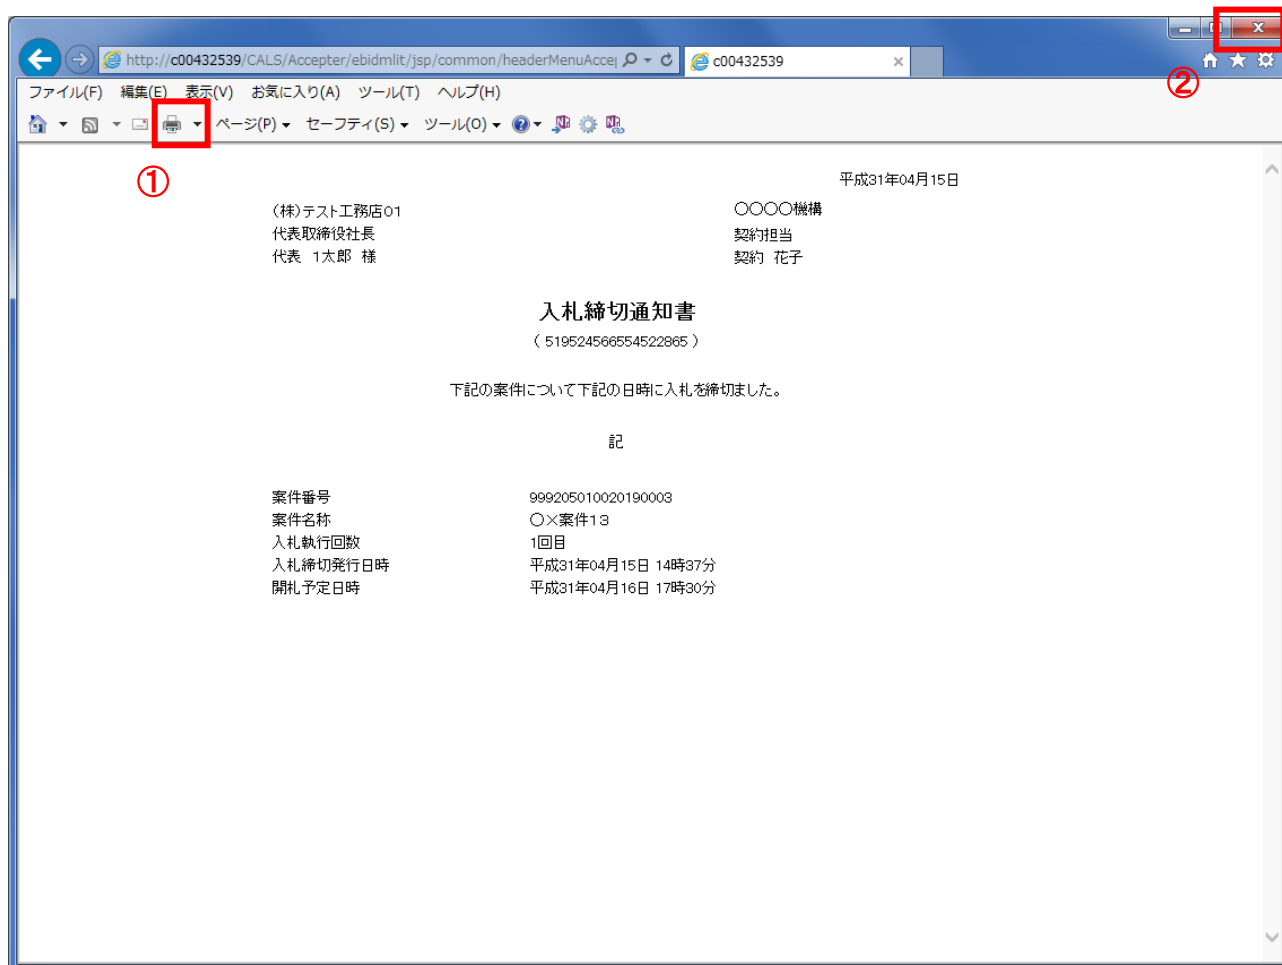 http://c00432539/CALS/Accepter/ebidmlit/jsp/common/headerMenuAccep
c00432539
②
ファイル(F) 編集(E) 表示(V) お気に入り(A) ツール(T) ヘルプ(H)
ページ(P) セーフティ(S) ツール(O)
①
平成31年04月15日
(株)テスト工務店01
〇〇〇〇機構
代表取締役社長
契約担当
代表 1太郎 様
契約 花子
入札締切通知書
( 519524566554522865 )
下記の案件について下記の日時に入札を締切ました。
記
案件番号 999205010020190003
案件名称 〇×案件13
入札執行回数 1回目
入札締切発行日時 平成31年04月15日 14時37分
開札予定日時 平成31年04月16日 17時30分